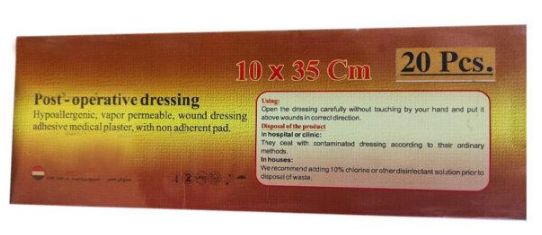 10 x 35 Cm
20 Pcs.
Post-operative dressing
Hypoallergenic, vapor permeable, wound dressing
adhesive medical plaster, with non adherent pad.
Using:
Open the dressing carefully without touching by your hand and put it
above wounds in correct direction.
Disposal of the product
In hospital or clinic:
They deal with contaminated dressing according to their ordinary
methods.
In houses:
We recommend adding 10% chlorine or other disinfectant solution prior to
disposal of waste.